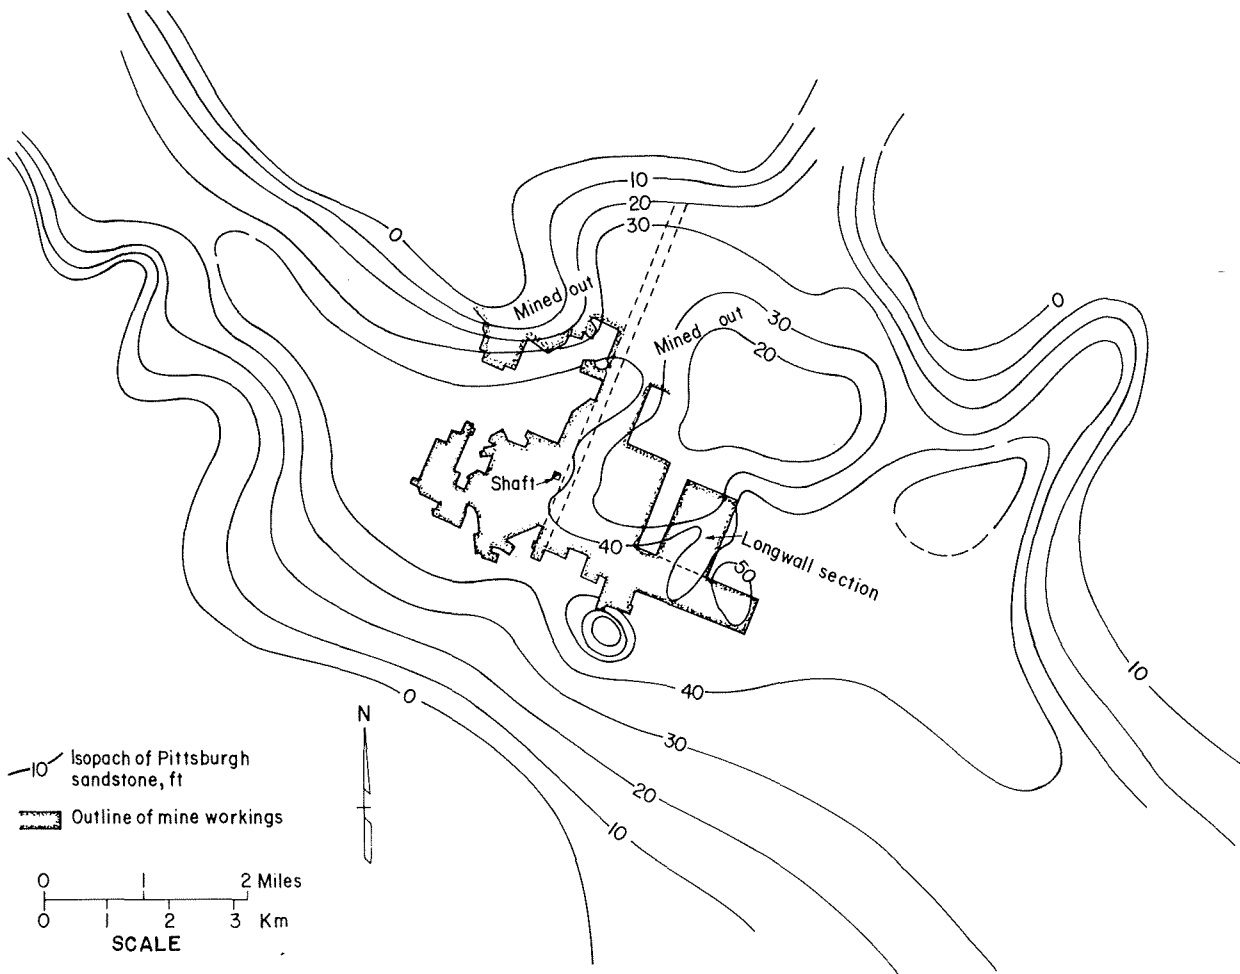 10
20
30
0
Mined out
0
30
Mined out
20
Shaft
40
Longwall section
50
10
40
0
N
30
20
10
10 Isopach of Pittsburgh
sandstone, ft
Outline of mine workings
0 1 2 Miles
0 1 2 3 Km
SCALE